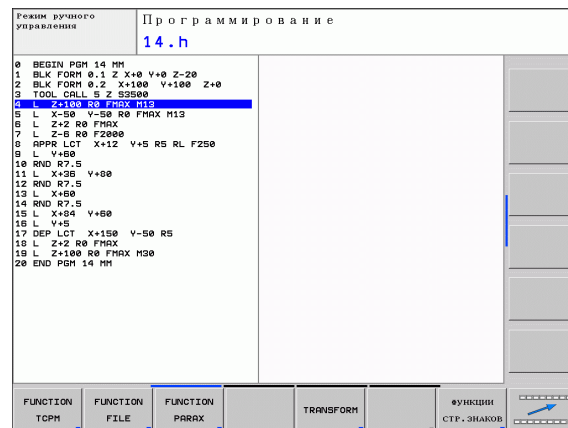 Режим ручного
управления
Программирование
14.h
0 BEGIN PGM 14 MM
1 BLK FORM 0.1 Z X+0 Y+0 Z-20
2 BLK FORM 0.2 X+100 Y+100 Z+0
3 TOOL CALL 5 Z S3500
4 L Z+100 R0 FMAX M13
5 L X-50 Y-50 R0 FMAX M13
6 L Z+2 R0 FMAX
7 L Z-6 R0 F2000
8 APPR LCT X+12 Y+5 R5 RL F250
9 L Y+60
10 RND R7.5
11 L X+36 Y+80
12 RND R7.5
13 L X+60
14 RND R7.5
15 L X+84 Y+60
16 L Y+5
17 DEP LCT X+150 Y-50 R5
18 L Z+2 R0 FMAX
19 L Z+100 R0 FMAX M30
20 END PGM 14 MM
FUNCTION
TCPM
FUNCTION
FILE
FUNCTION
PARAX
TRANSFORM
ФУНКЦИИ
СТР.ЗНАКОВ